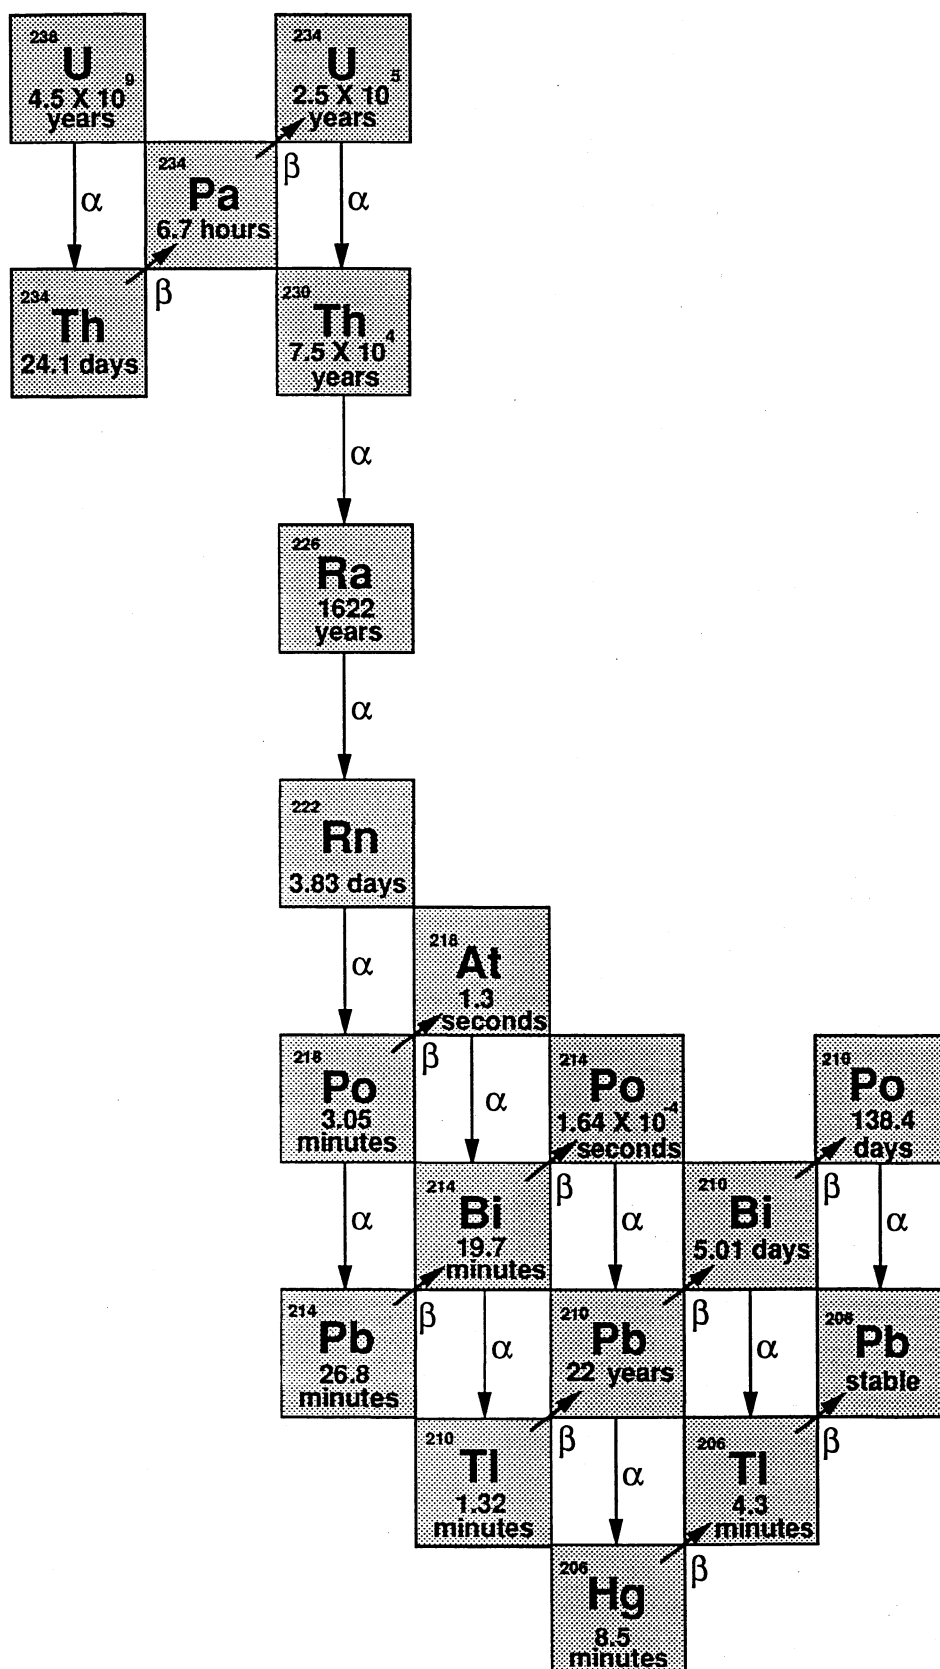 238
U
4.5 X 10 9
years
234
U
2.5 X 10 5
years
α
234
Pa
6.7 hours
β
α
234
Th
24.1 days
β
230
Th
7.5 X 10 4
years
α
226
Ra
1622
years
α
222
Rn
3.83 days
α
218
At
1.3
seconds
218
Po
3.05
minutes
β
α
214
Po
1.64 X 10 -4
seconds
210
Po
138.4
days
α
214
Bi
19.7
minutes
β
α
210
Bi
5.01 days
β
α
214
Pb
26.8
minutes
β
α
210
Pb
22 years
β
α
206
Pb
stable
210
Tl
1.32
minutes
β
α
206
Tl
4.3
minutes
β
206
Hg
8.5
minutes
β